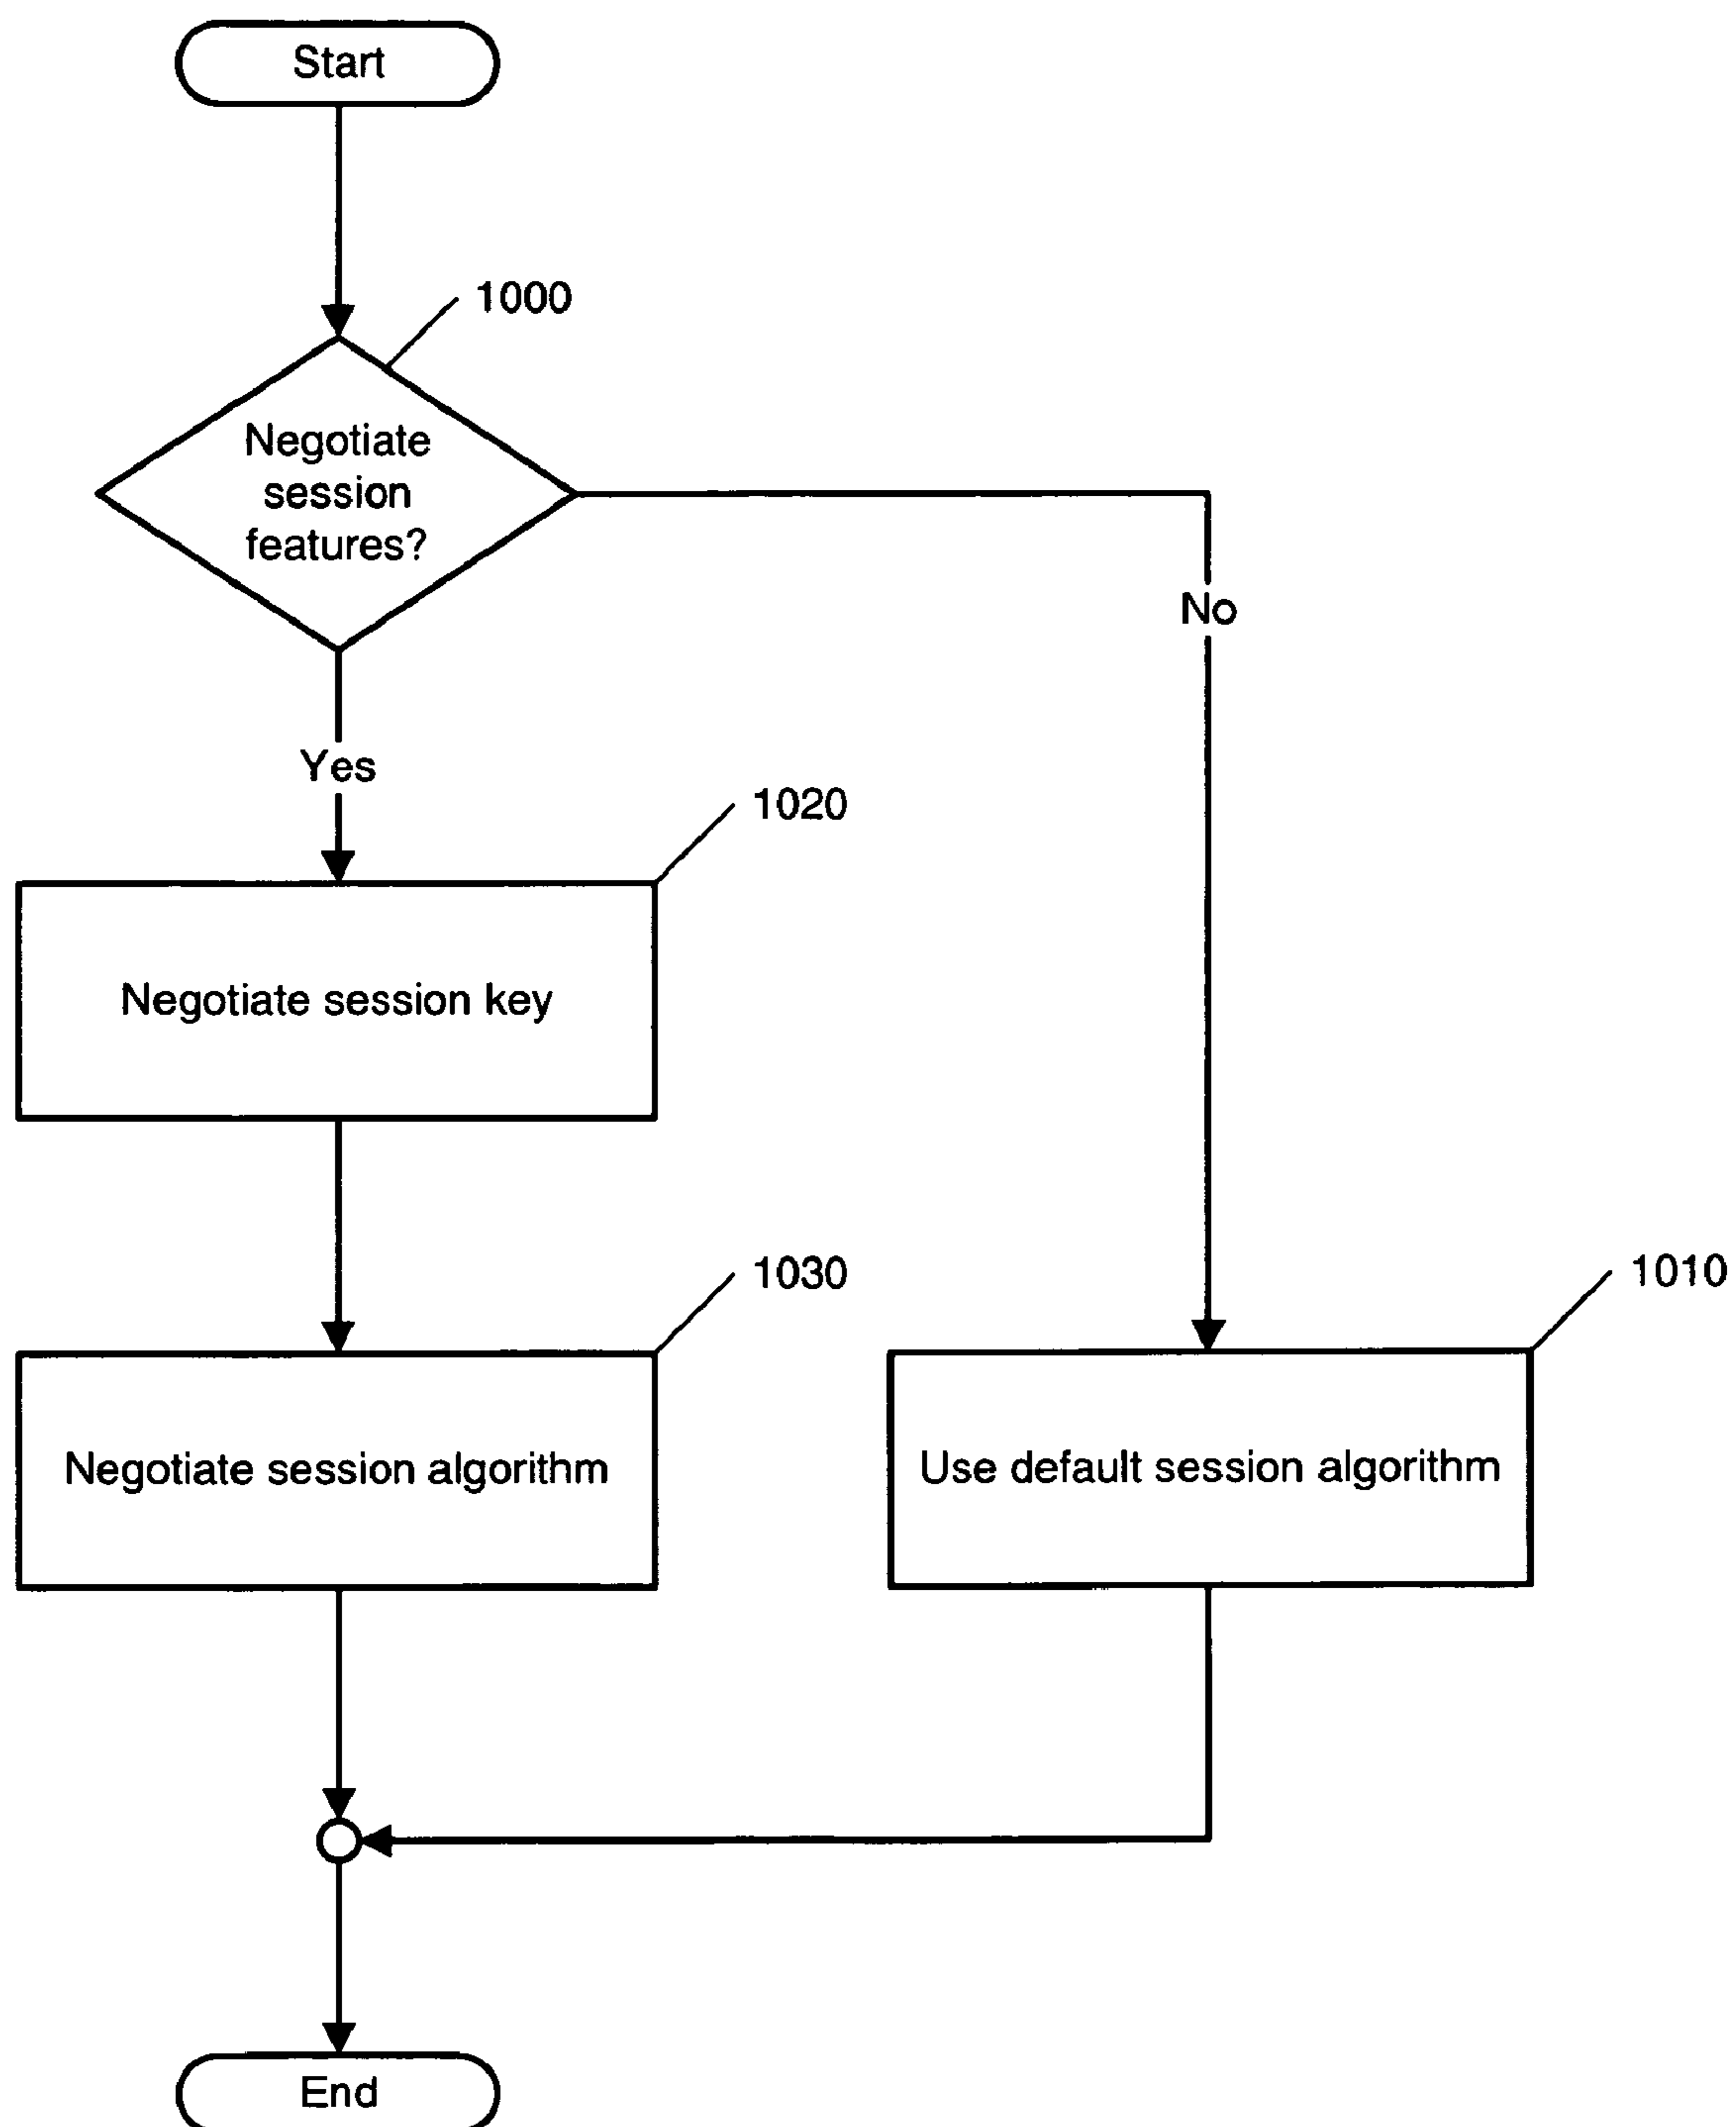 Start
1000
Negotiate
session
features?
No
Yes
1020
Negotiate session key
1030
1010
Negotiate session algorithm
Use default session algorithm
End